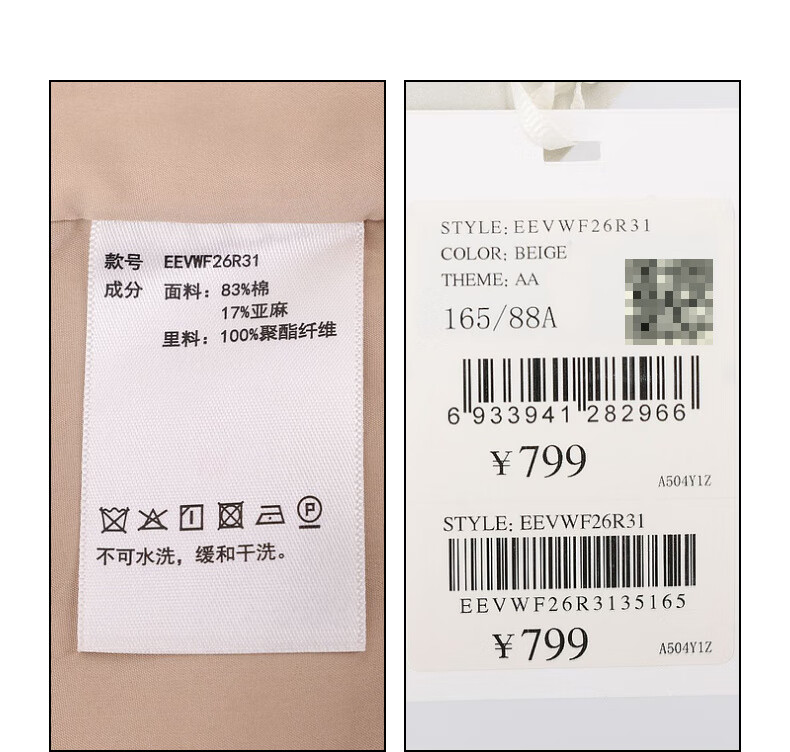 款号 EEVWF26R31
成分 面料：83%棉
17%亚麻
里料：100%聚酯纤维
P
不可水洗，缓和干洗。
STYLE: EEVWF26R31
COLOR: BEIGE
THEME: AA
165/88A
6 933941 282966
¥799
A504Y1Z
STYLE: EEVWF26R31
EEVWF26R3135165
¥799
A504Y1Z